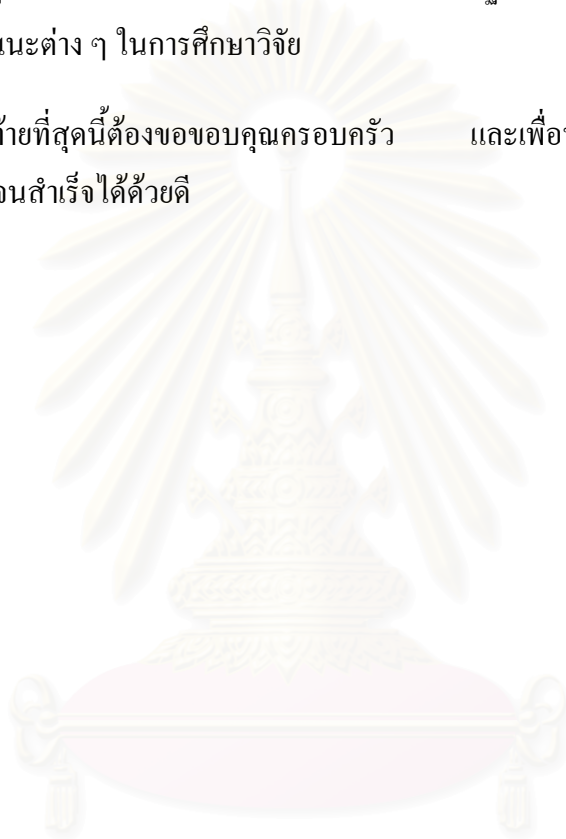 แนะต่าง ๆ ในการศึกษาวิจัย
ท้ายที่สุดนี้ต้องขอขอบคุณครอบครัว และเพื่อน
จนสำเร็จได้ด้วยดี